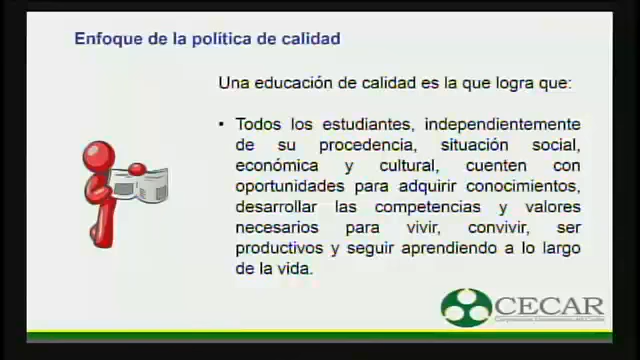 Enfoque de la política de calidad
Una educación de calidad es la que logra que:
• Todos los estudiantes, independientemente
de su procedencia, situación social,
económica y cultural, cuenten con
oportunidades para adquirir conocimientos,
desarrollar las competencias y valores
necesarios para vivir, convivir, ser
productivos y seguir aprendiendo a lo largo
de la vida.
CECAR